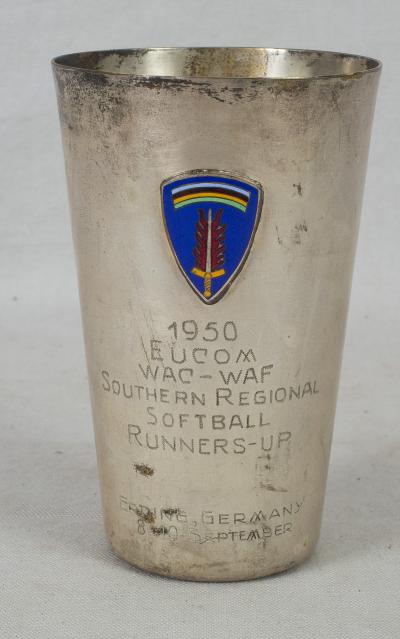 1950
EUCOM
WAC-WAF
SOUTHERN REGIONAL
SOFTBALL
RUNNERS-UP
ERDING, GERMANY
SEPTEMBER